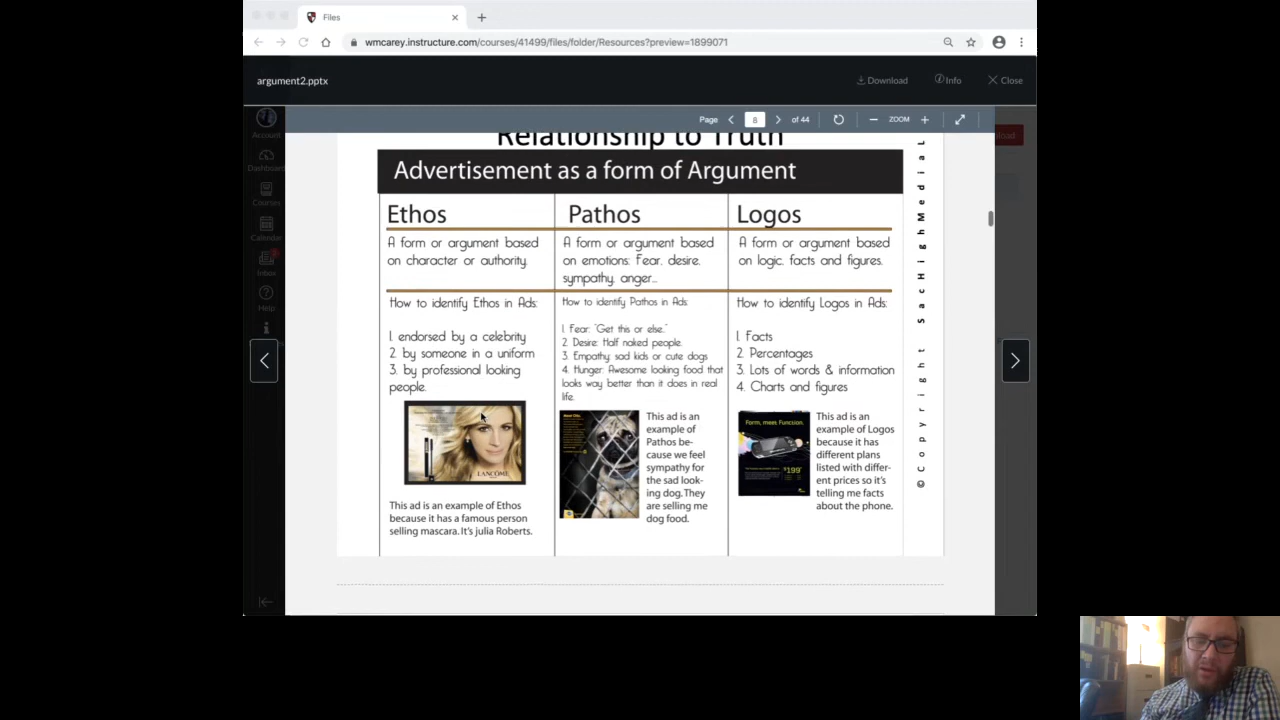 Files
wmcarey.instructure.com/courses/41499/files/folder/Resources?preview=1899071
argument2.pptx
Download
Info
Close
Page
8
of 44
ZOOM
Account
Dashboard
Courses
Calendar
Inbox
Help
Relationship to Truth
Advertisement as a form of Argument
Ethos
A form or argument based
on character or authority.
How to identify Ethos in Ads:
1. endorsed by a celebrity
2. by someone in a uniform
3. by professional looking
people.
LANCÔME
This ad is an example of Ethos
because it has a famous person
selling mascara. It's julia Roberts.
Pathos
A form or argument based
on emotions: Fear, desire,
sympathy, anger...
How to identify Pathos in Ads:
1. Fear: "Get this or else."
2. Desire: Half naked people.
3. Empathy: sad kids or cute dogs
4. Hunger: Awesome looking food that
looks way better than it does in real
life.
This ad is an
example of
Pathos be-
cause we feel
sympathy for
the sad look-
ing dog. They
are selling me
dog food.
Logos
A form or argument based
on logic, facts and figures.
How to identify Logos in Ads:
1. Facts
2. Percentages
3. Lots of words & information
4. Charts and figures
Form, meet Function.
$199
This ad is an
example of Logos
because it has
different plans
listed with differ-
ent prices so it's
telling me facts
about the phone.
©Copyright SacHighMedial